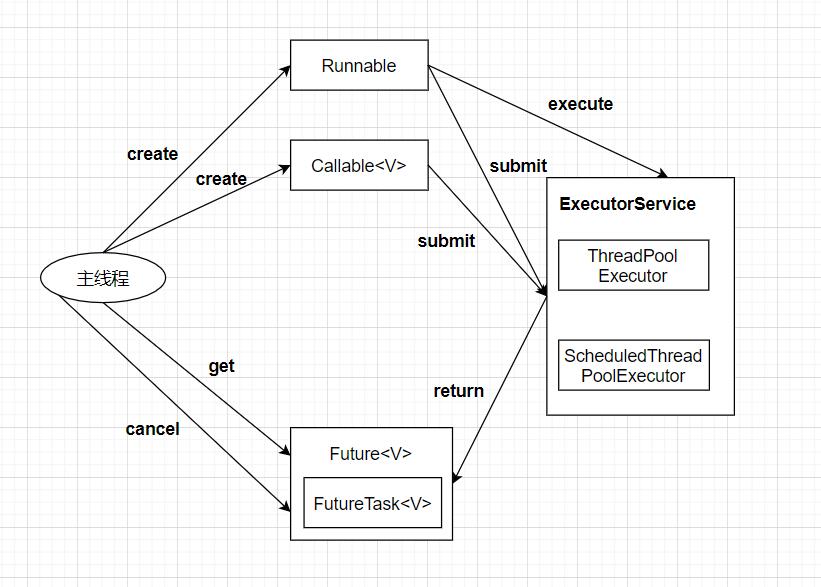 Runnable
execute
create
Callable<V>
submit
create
ExecutorService
submit
ThreadPool
Executor
主线程
ScheduledThread
PoolExecutor
get
return
cancel
Future<V>
FutureTask<V>